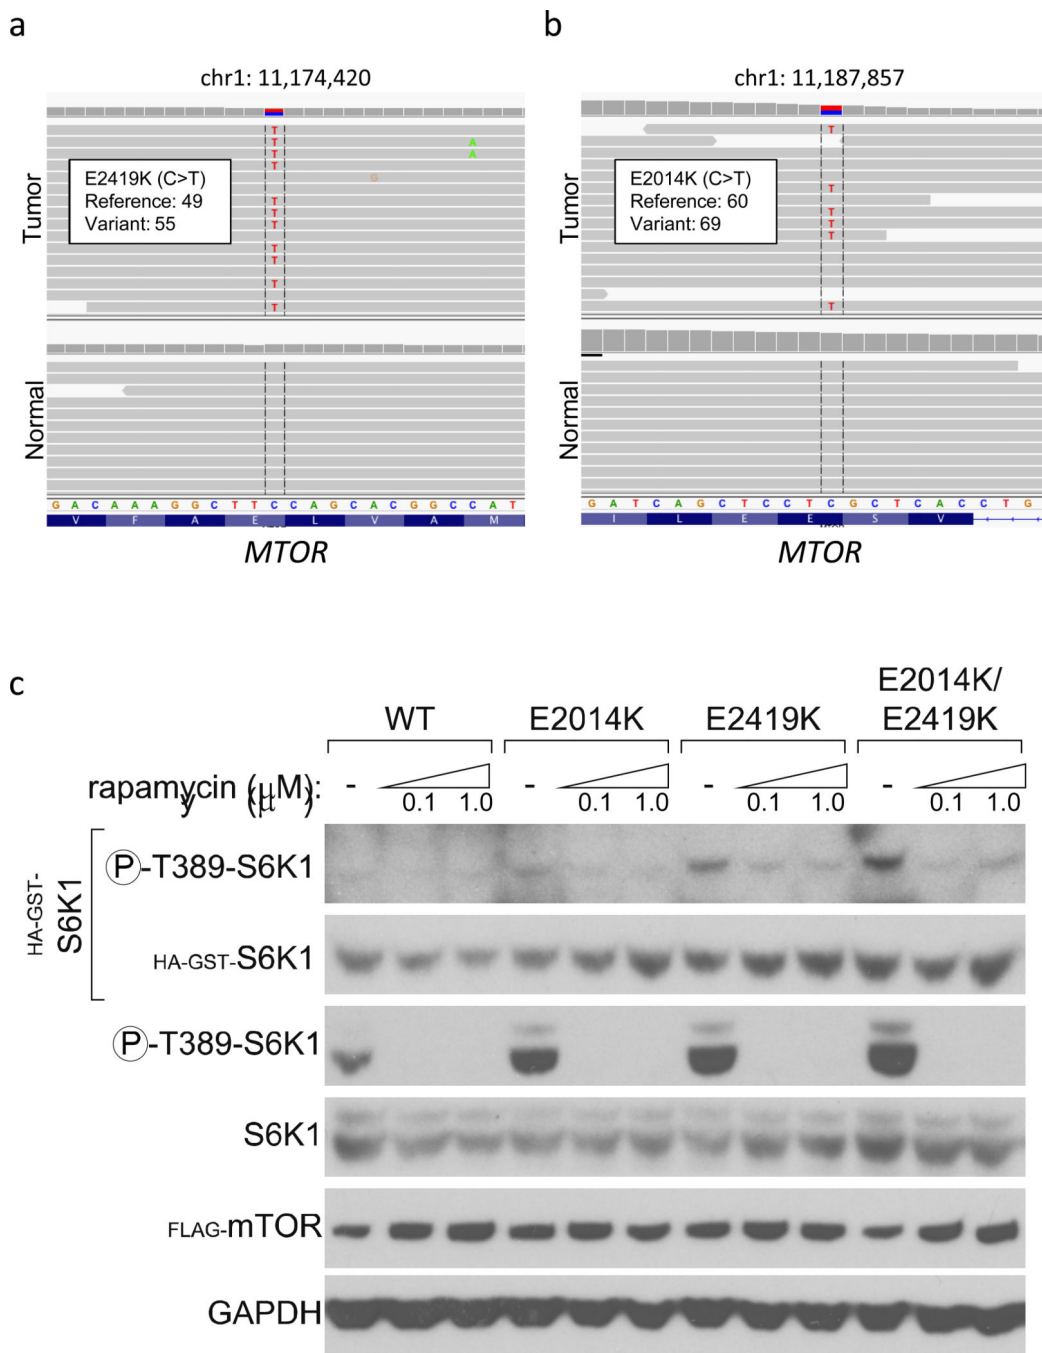 a
chr1: 11,174,420
T
T A
T A
T
G
E2419K (C>T)
Reference: 49
Variant: 55
T
T
T
T
T
T
T
Tumor
Normal
G A C A A A G G C T T C C A G C A C G G C C A T
V F A E L V A M
MTOR
b
chr1: 11,187,857
T
E2014K (C>T)
Reference: 60
Variant: 69
T
T
T
T
T
Tumor
Normal
G A T C A G C T C C T C G C T C A C C T G
I L E E S V
MTOR
c
WT E2014K E2419K E2014K/
E2419K
rapamycin (μM): - 0.1 1.0 - 0.1 1.0 - 0.1 1.0 - 0.1 1.0
HA-GST-
S6K1
P-T389-S6K1
HA-GST-S6K1
P-T389-S6K1
S6K1
FLAG-mTOR
GAPDH